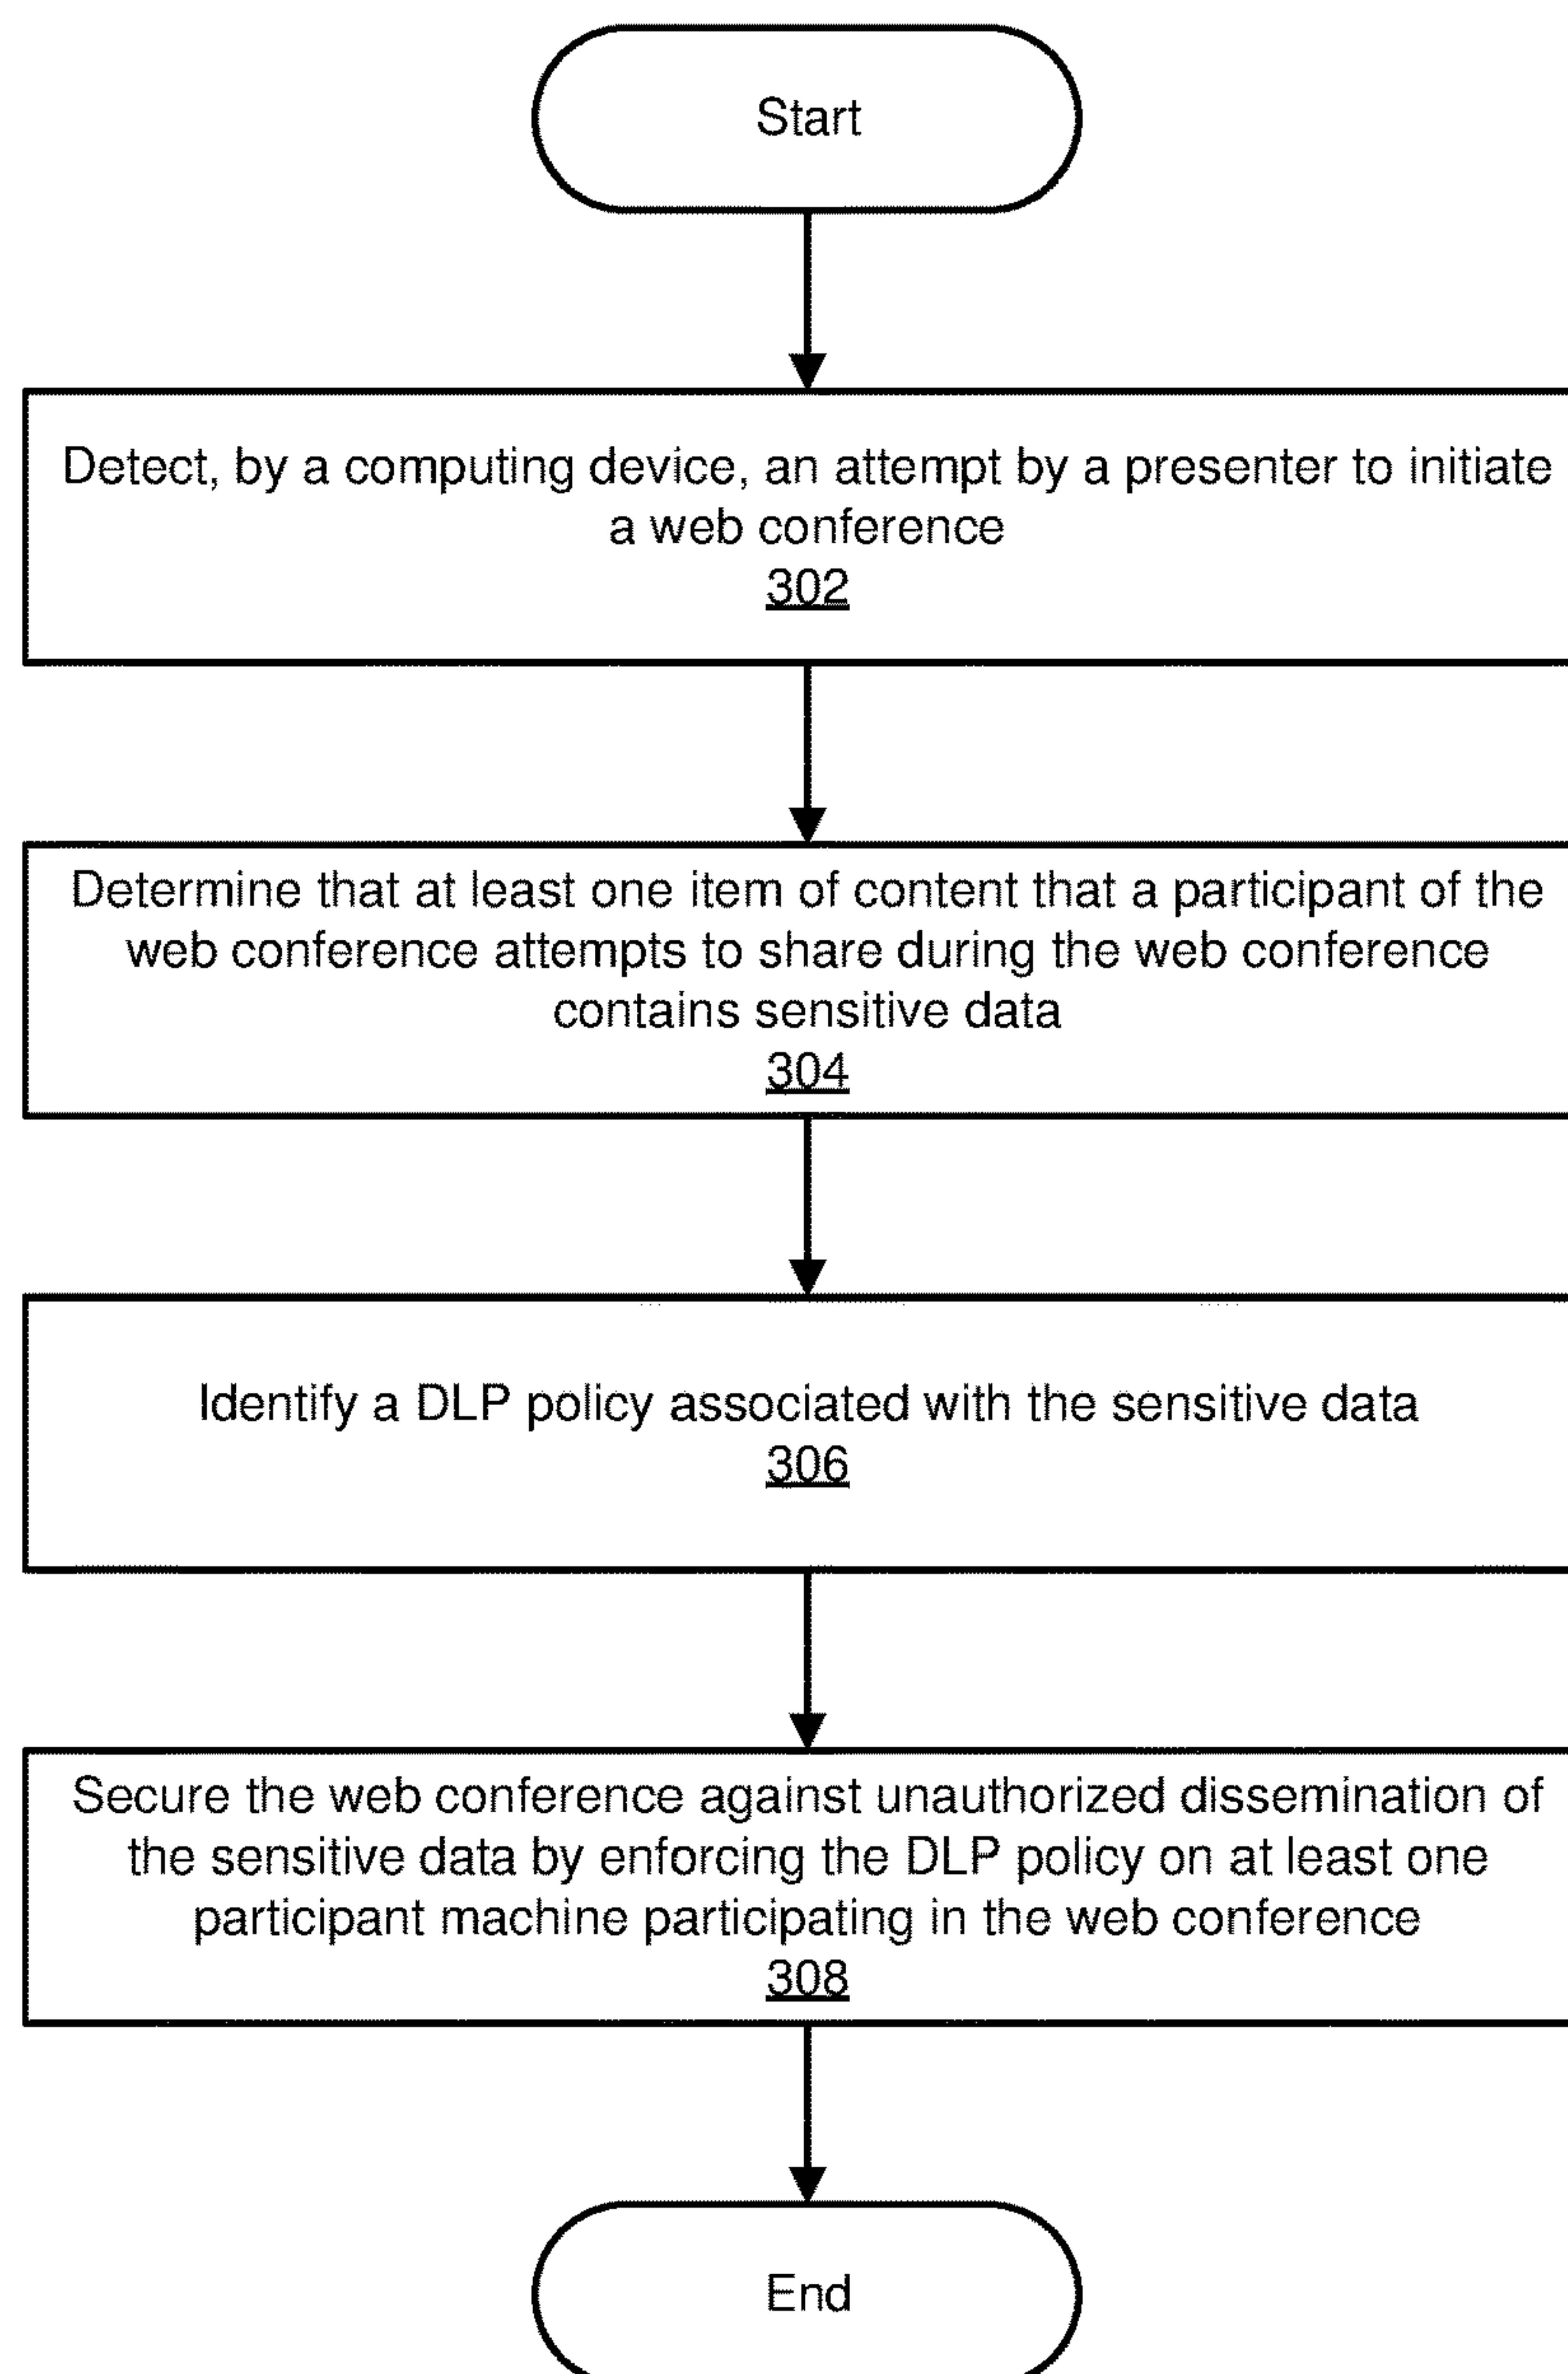 Start
Detect, by a computing device, an attempt by a presenter to initiate
a web conference
302
Determine that at least one item of content that a participant of the
web conference attempts to share during the web conference
contains sensitive data
304
Identify a DLP policy associated with the sensitive data
306
Secure the web conference against unauthorized dissemination of
the sensitive data by enforcing the DLP policy on at least one
participant machine participating in the web conference
308
End